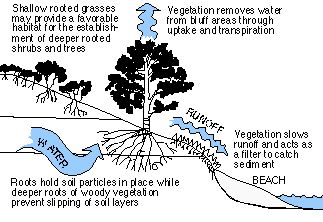 Shallow rooted grasses
may provide a favorable
habitat for the establish-
ment of deeper rooted
shrubs and trees
Vegetation removes water
from bluff areas through
uptake and transpiration
RUNOFF
Vegetation slows
runoff and acts as
a filter to catch
sediment
WATER
BEACH
Roots hold soil particles in place while
deeper roots of woody vegetation
prevent slipping of soil layers